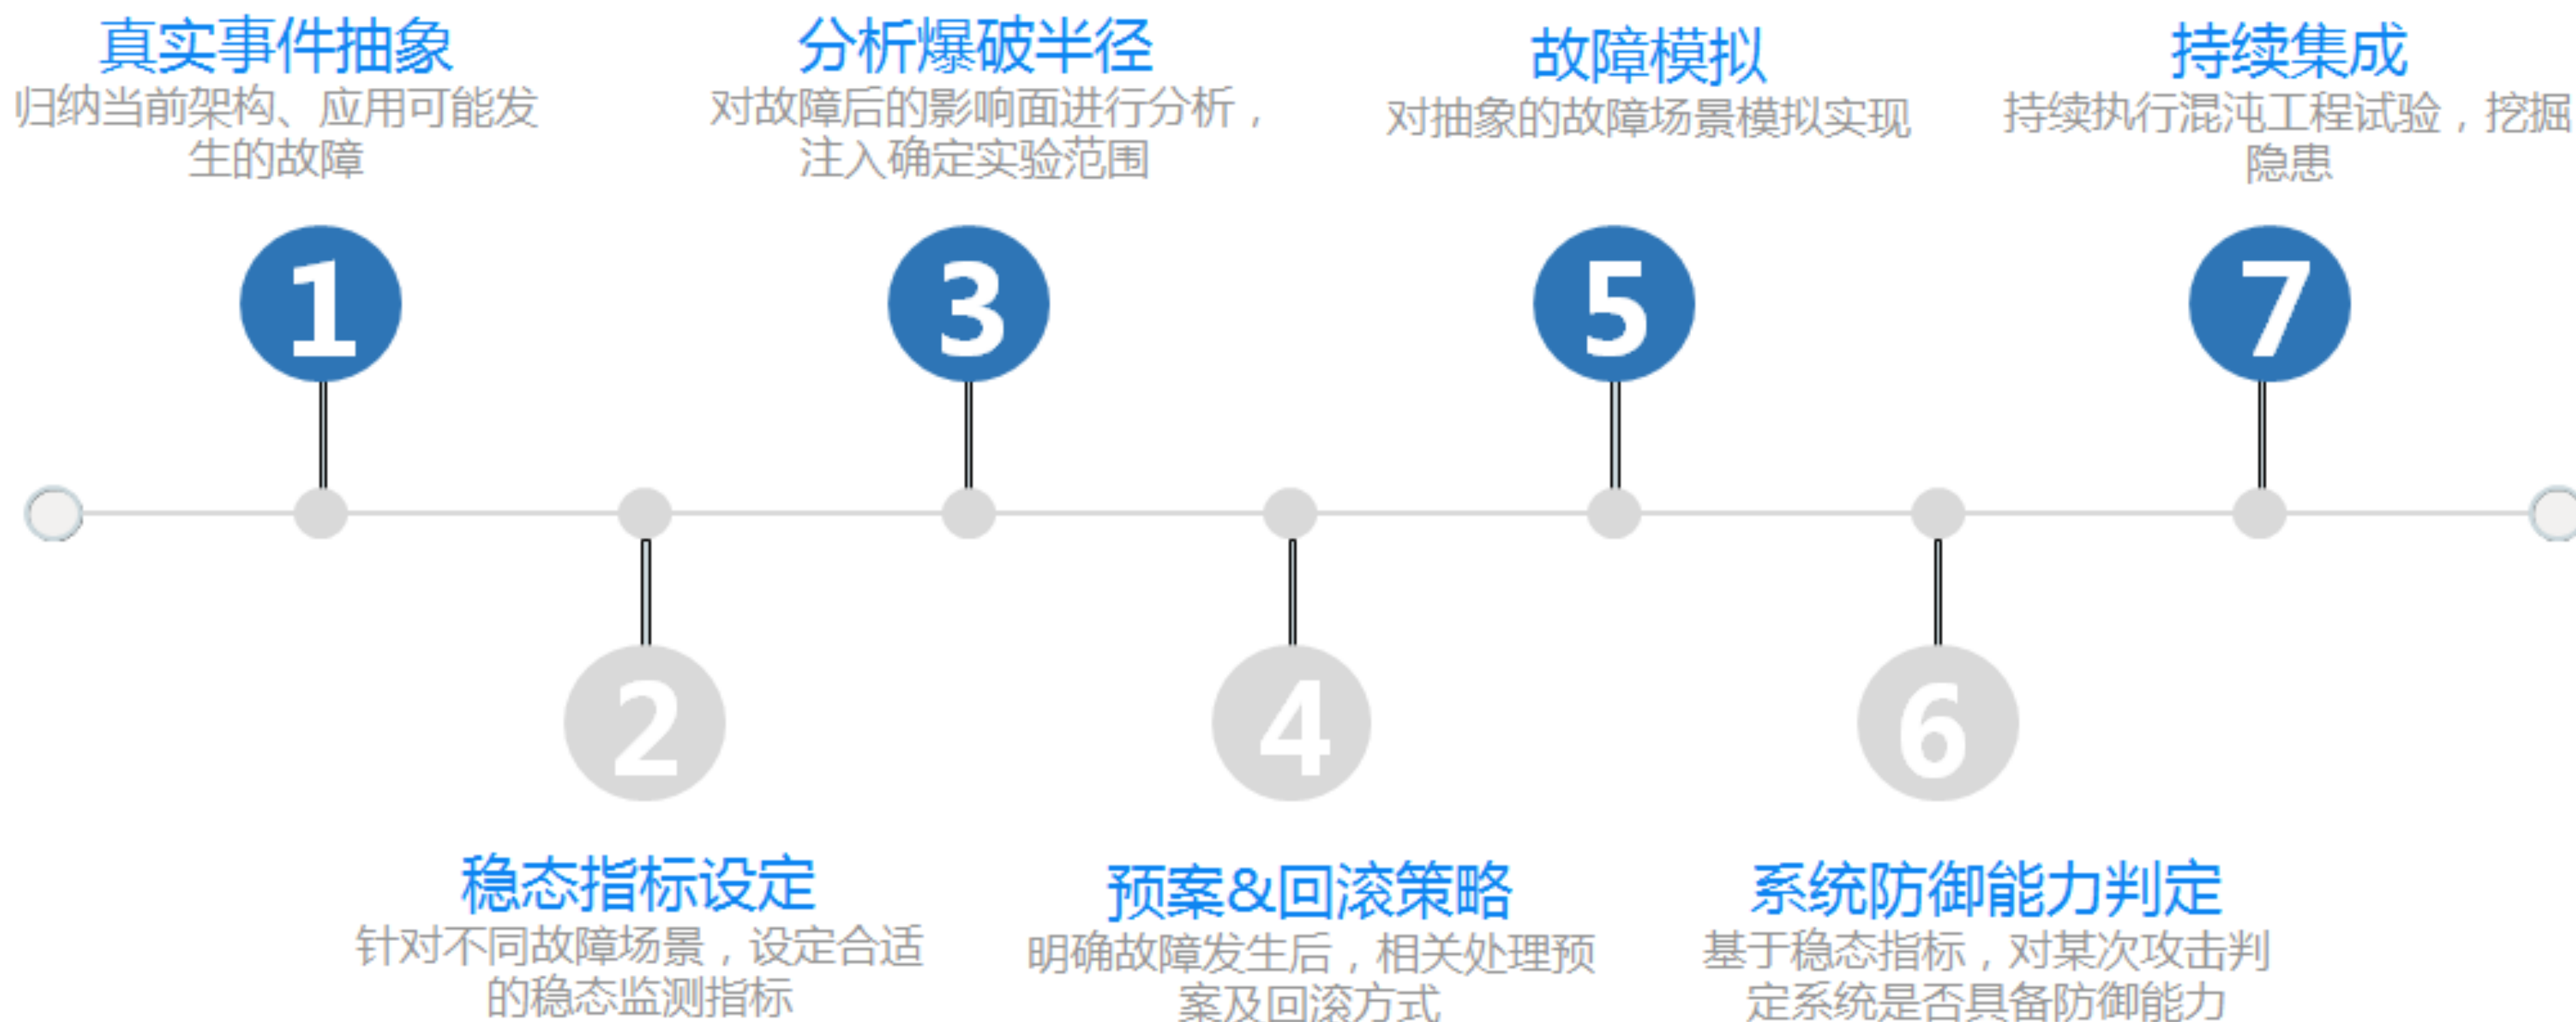 真实事件抽象
归纳当前架构、应用可能发
生的故障
1
稳态指标设定
针对不同故障场景，设定合适
的稳态监测指标
2
分析爆破半径
对故障后的影响面进行分析，
注入确定实验范围
3
预案&回滚策略
明确故障发生后，相关处理预
案及回滚方式
4
故障模拟
对抽象的故障场景模拟实现
5
系统防御能力判定
基于稳态指标，对某次攻击判
定系统是否具备防御能力
6
持续集成
持续执行混沌工程试验，挖掘
隐患
7